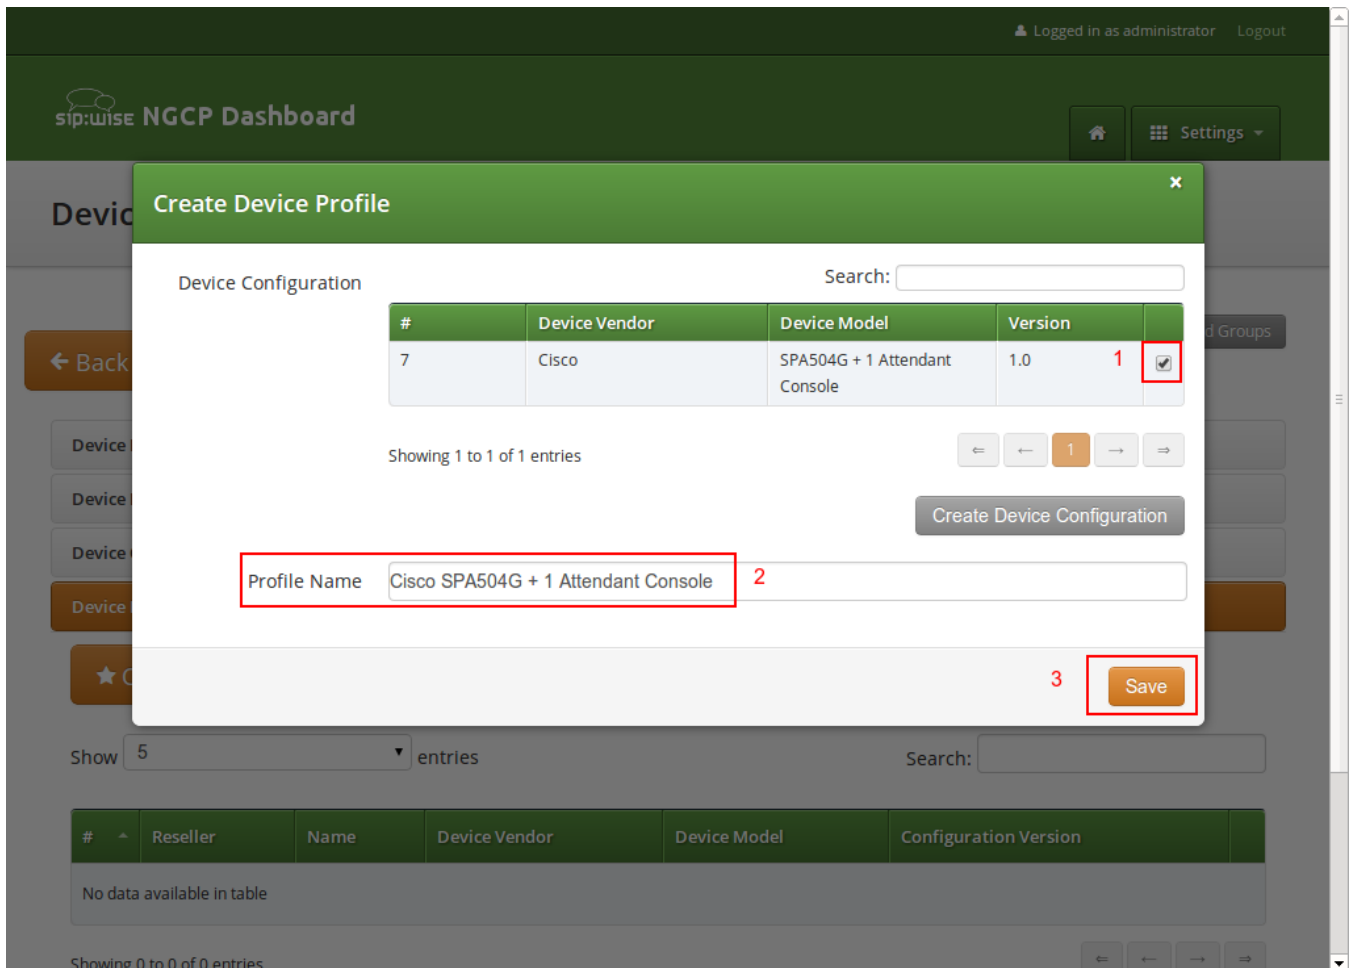 Logged in as administrator Logout
sip:wise NGCP Dashboard
Settings
Devic
Create Device Profile
Device Configuration
Search:
# Device Vendor Device Model Version
7 Cisco SPA504G + 1 Attendant Console 1.0 1
d Groups
Back
Device
Showing 1 to 1 of 1 entries
⇐ ← 1 → ⇒
Device
Create Device Configuration
Device
Profile Name Cisco SPA504G + 1 Attendant Console 2
Device
3 Save
Show 5 entries
Search:
# Reseller Name Device Vendor Device Model Configuration Version
No data available in table
Showing 0 to 0 of 0 entries
⇐ ← → ⇒